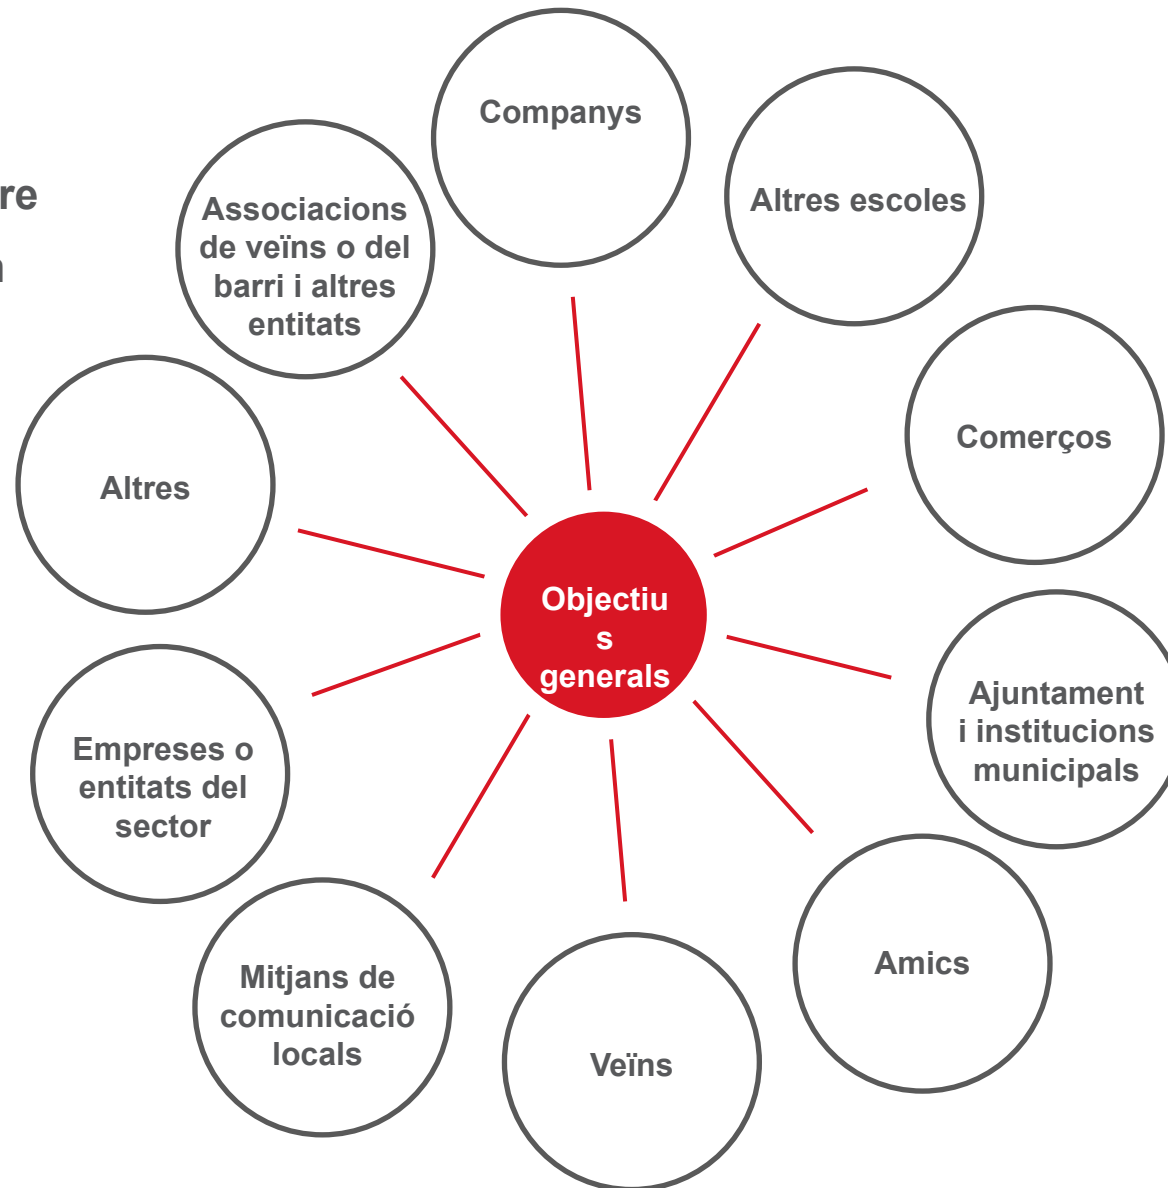 Companys
Altres escoles
re
Associacions
de veïns o del
barri i altres
entitats
Comerços
Altres
Objectiu
s
generals
Ajuntament
i institucions
municipals
Empreses o
entitats del
sector
Amics
Mitjans de
comunicació
locals
Veïns